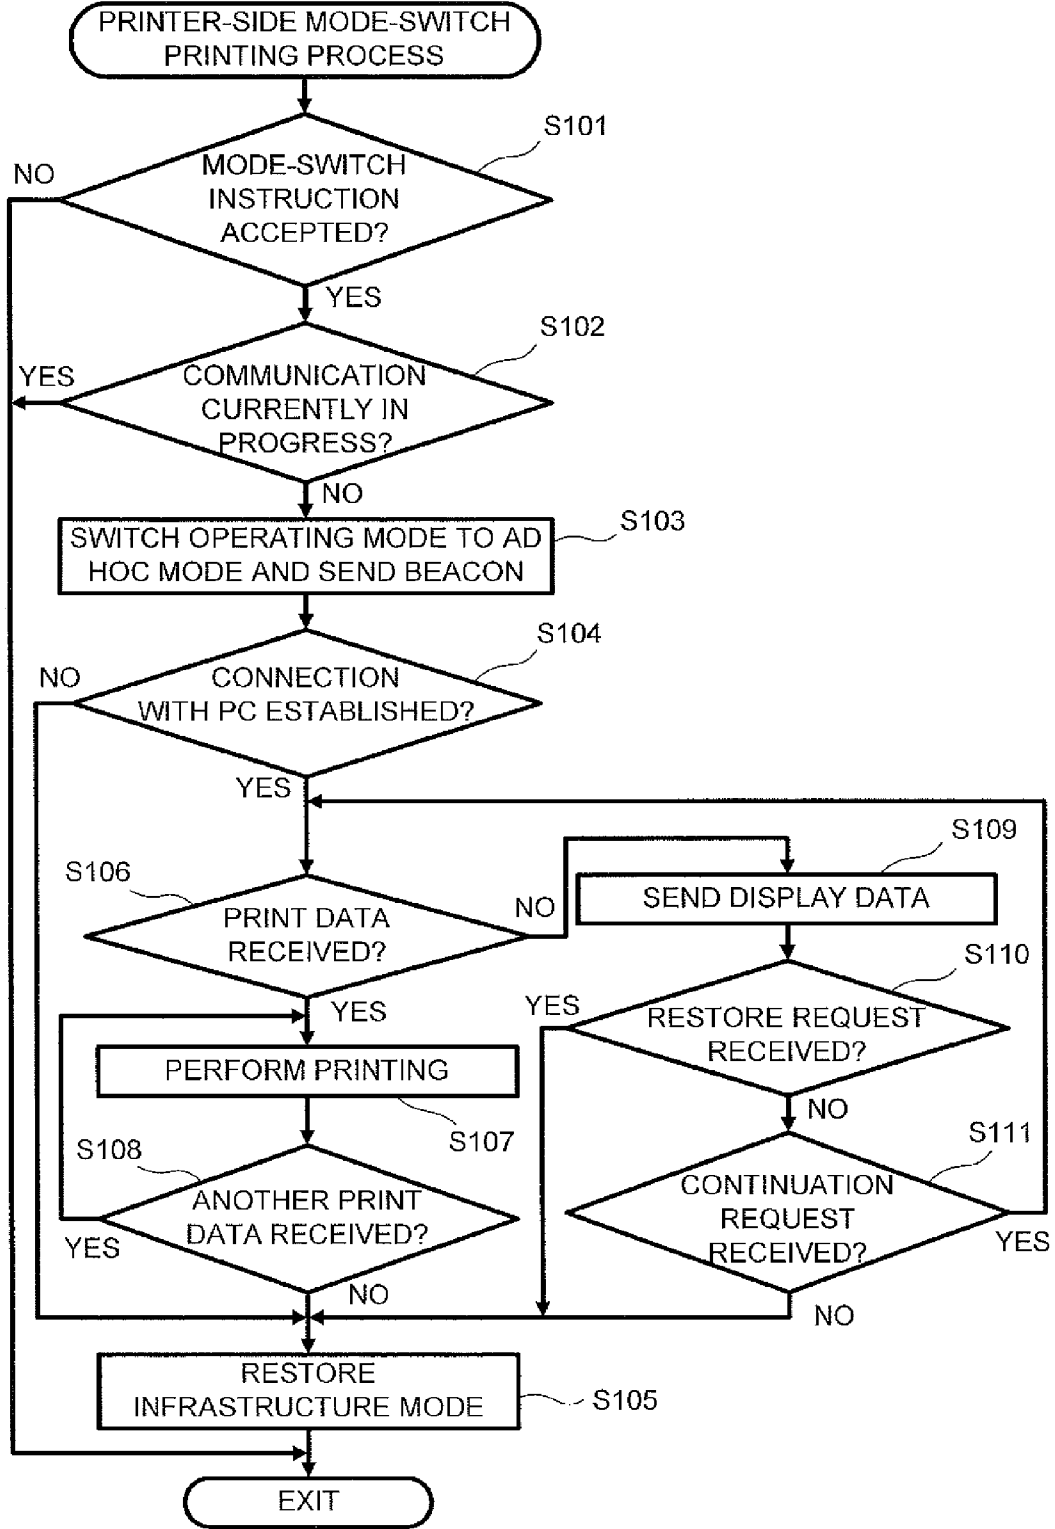 PRINTER-SIDE MODE-SWITCH
PRINTING PROCESS
S101
NO
MODE-SWITCH
INSTRUCTION
ACCEPTED?
YES
S102
YES
COMMUNICATION
CURRENTLY IN
PROGRESS?
NO
S103
SWITCH OPERATING MODE TO AD
HOC MODE AND SEND BEACON
S104
NO
CONNECTION
WITH PC ESTABLISHED?
YES
S109
S106
SEND DISPLAY DATA
NO
PRINT DATA
RECEIVED?
S110
YES
YES
RESTORE REQUEST
RECEIVED?
PERFORM PRINTING
NO
S107
S111
S108
CONTINUATION
REQUEST
RECEIVED?
ANOTHER PRINT
DATA RECEIVED?
YES
YES
NO
NO
RESTORE
INFRASTRUCTURE MODE
S105
EXIT